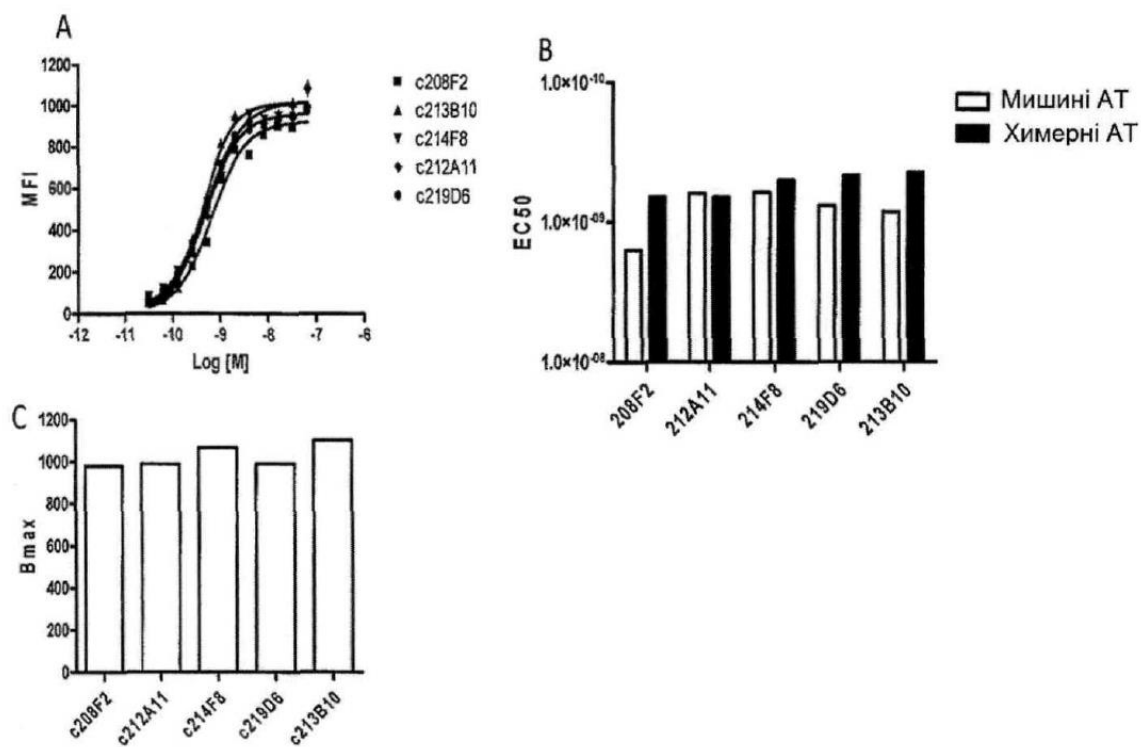 A
1200
1000
800
600
400
200
0
MFI
-12 -11 -10 -9 -8 -7 -6
Log [M]
c208F2
c213B10
c214F8
c212A11
c219D6
B
1.0×10-10
1.0×10-09
1.0×10-08
EC50
208F2 212A11 214F8 219D6 213B10
Мишині АТ
Химерні АТ
C
1200
1000
800
600
400
200
0
Bmax
c208F2 c212A11 c214F8 c219D6 c213B10